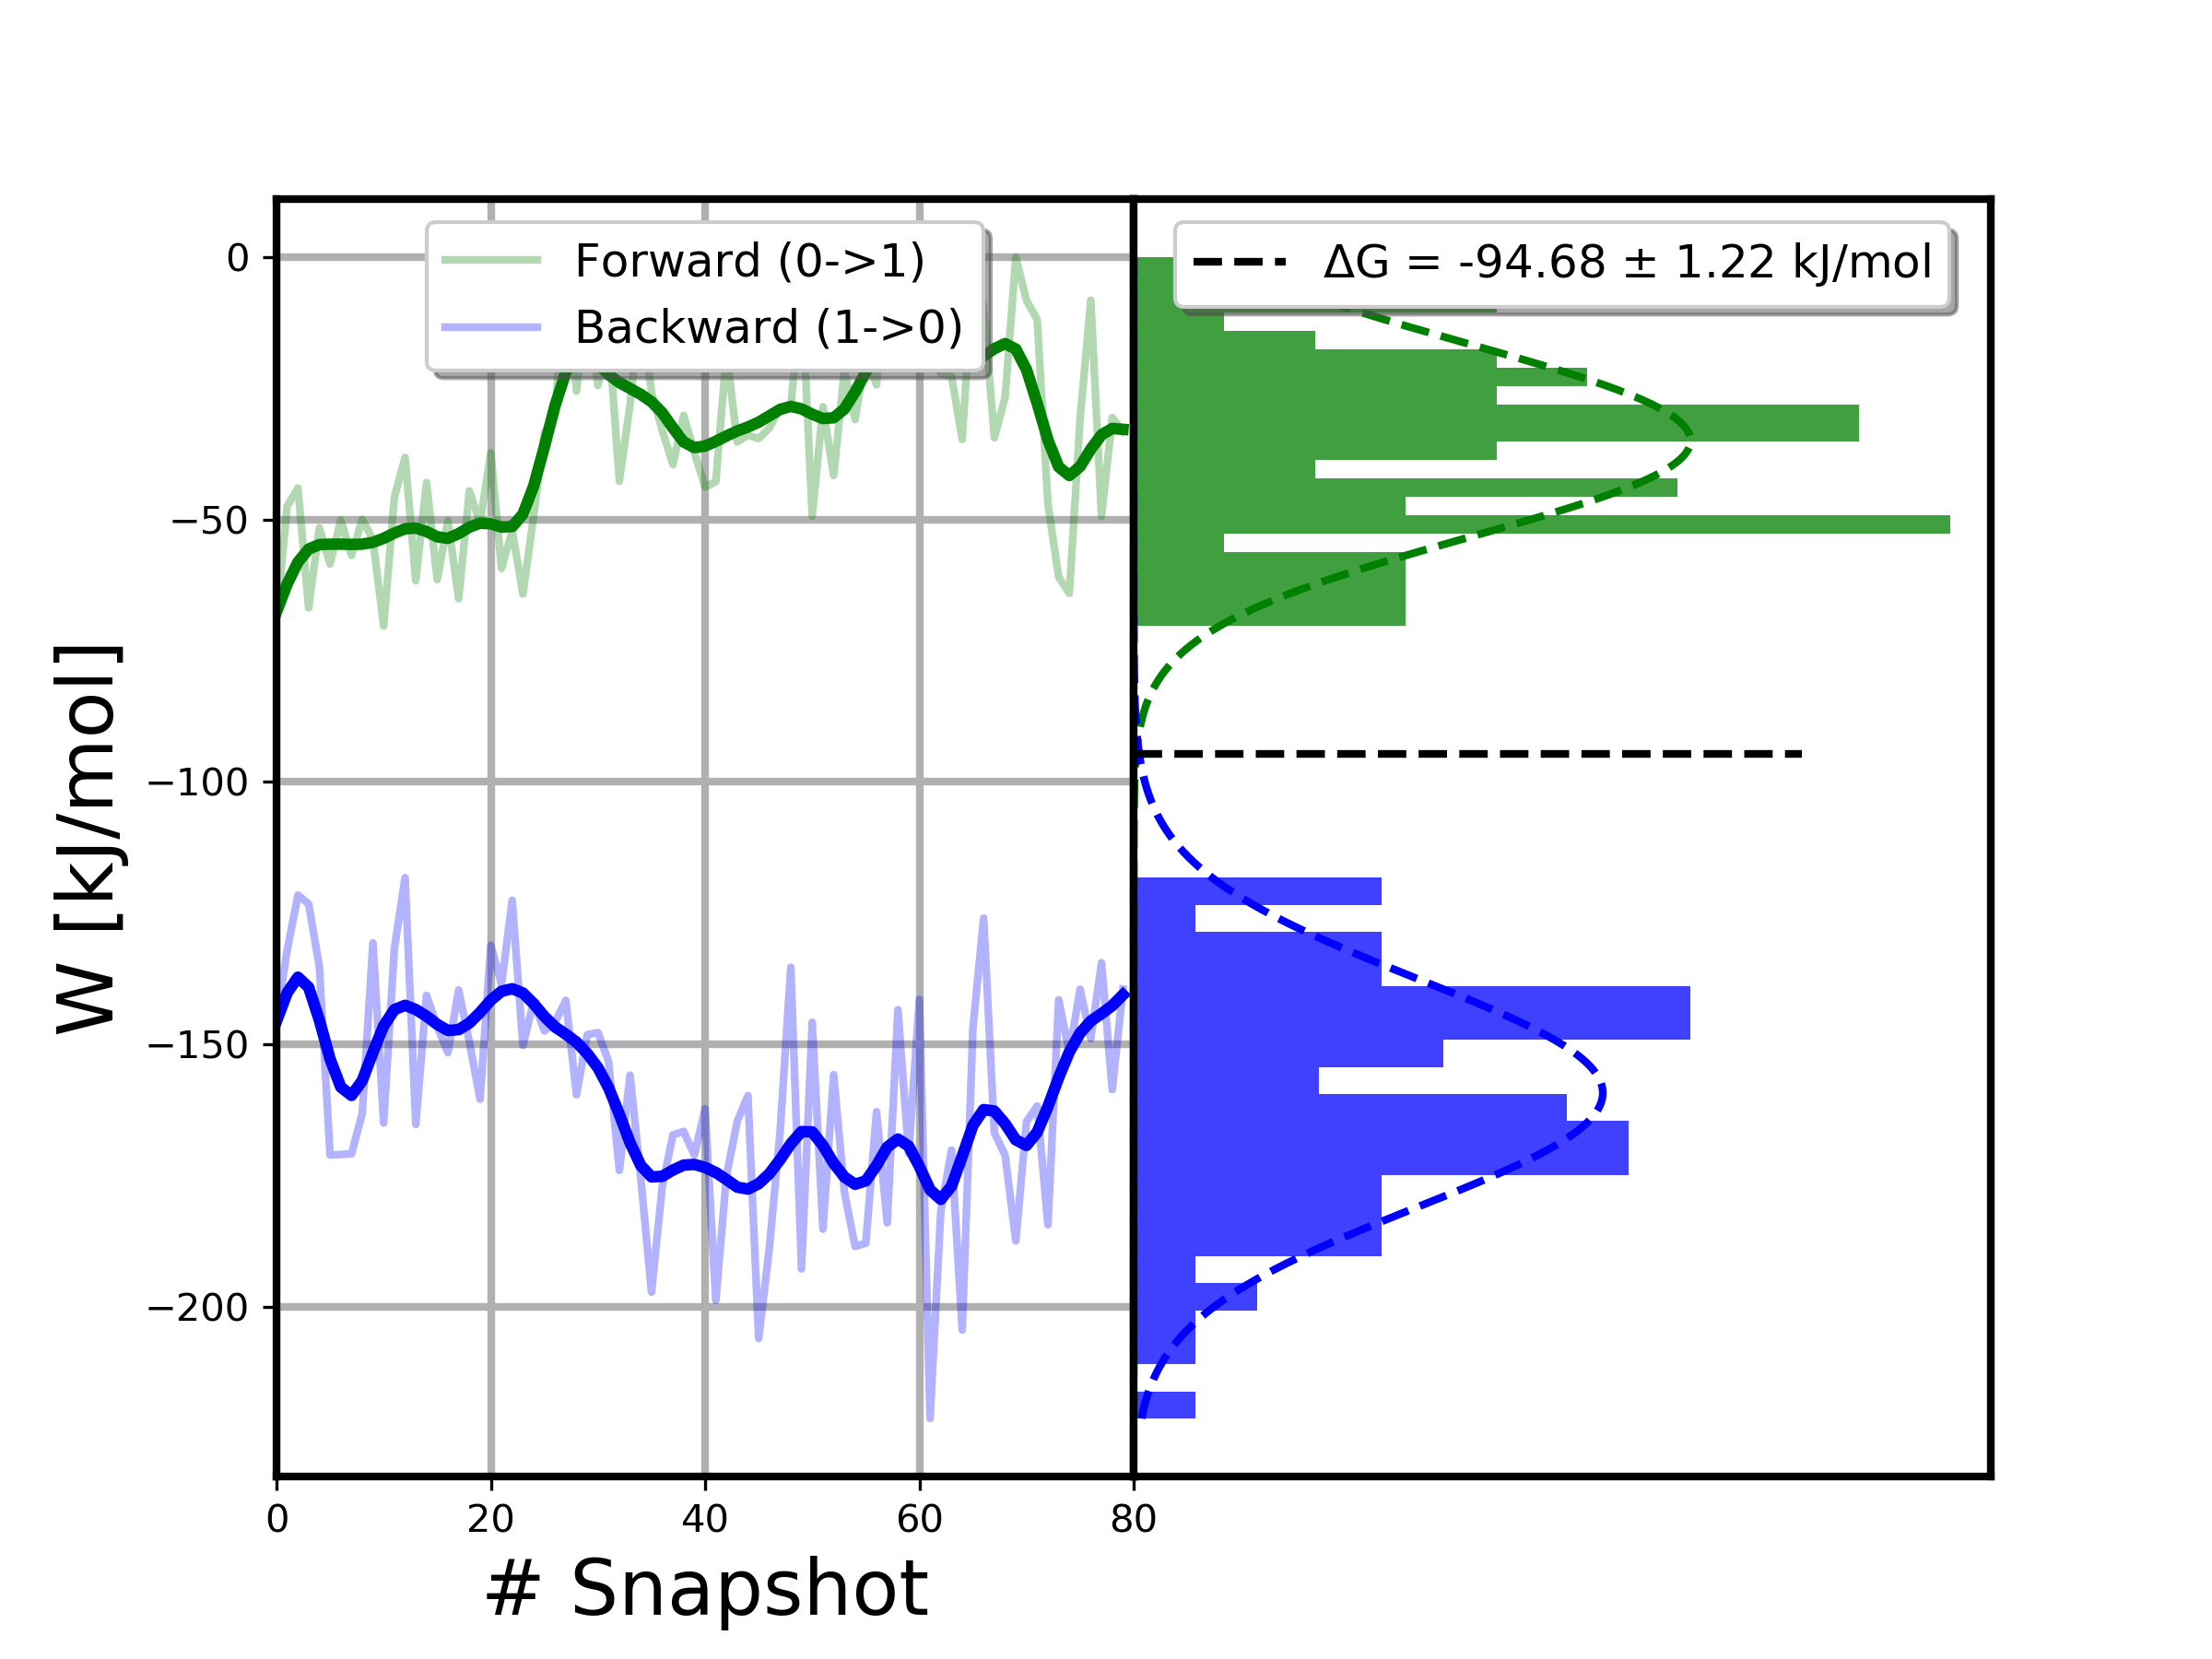 Forward (0->1)
Backward (1->0)
ΔG = -94.68 ± 1.22 kJ/mol
W [kJ/mol]
0
−50
−100
−150
−200
0 20 40 60 80
# Snapshot